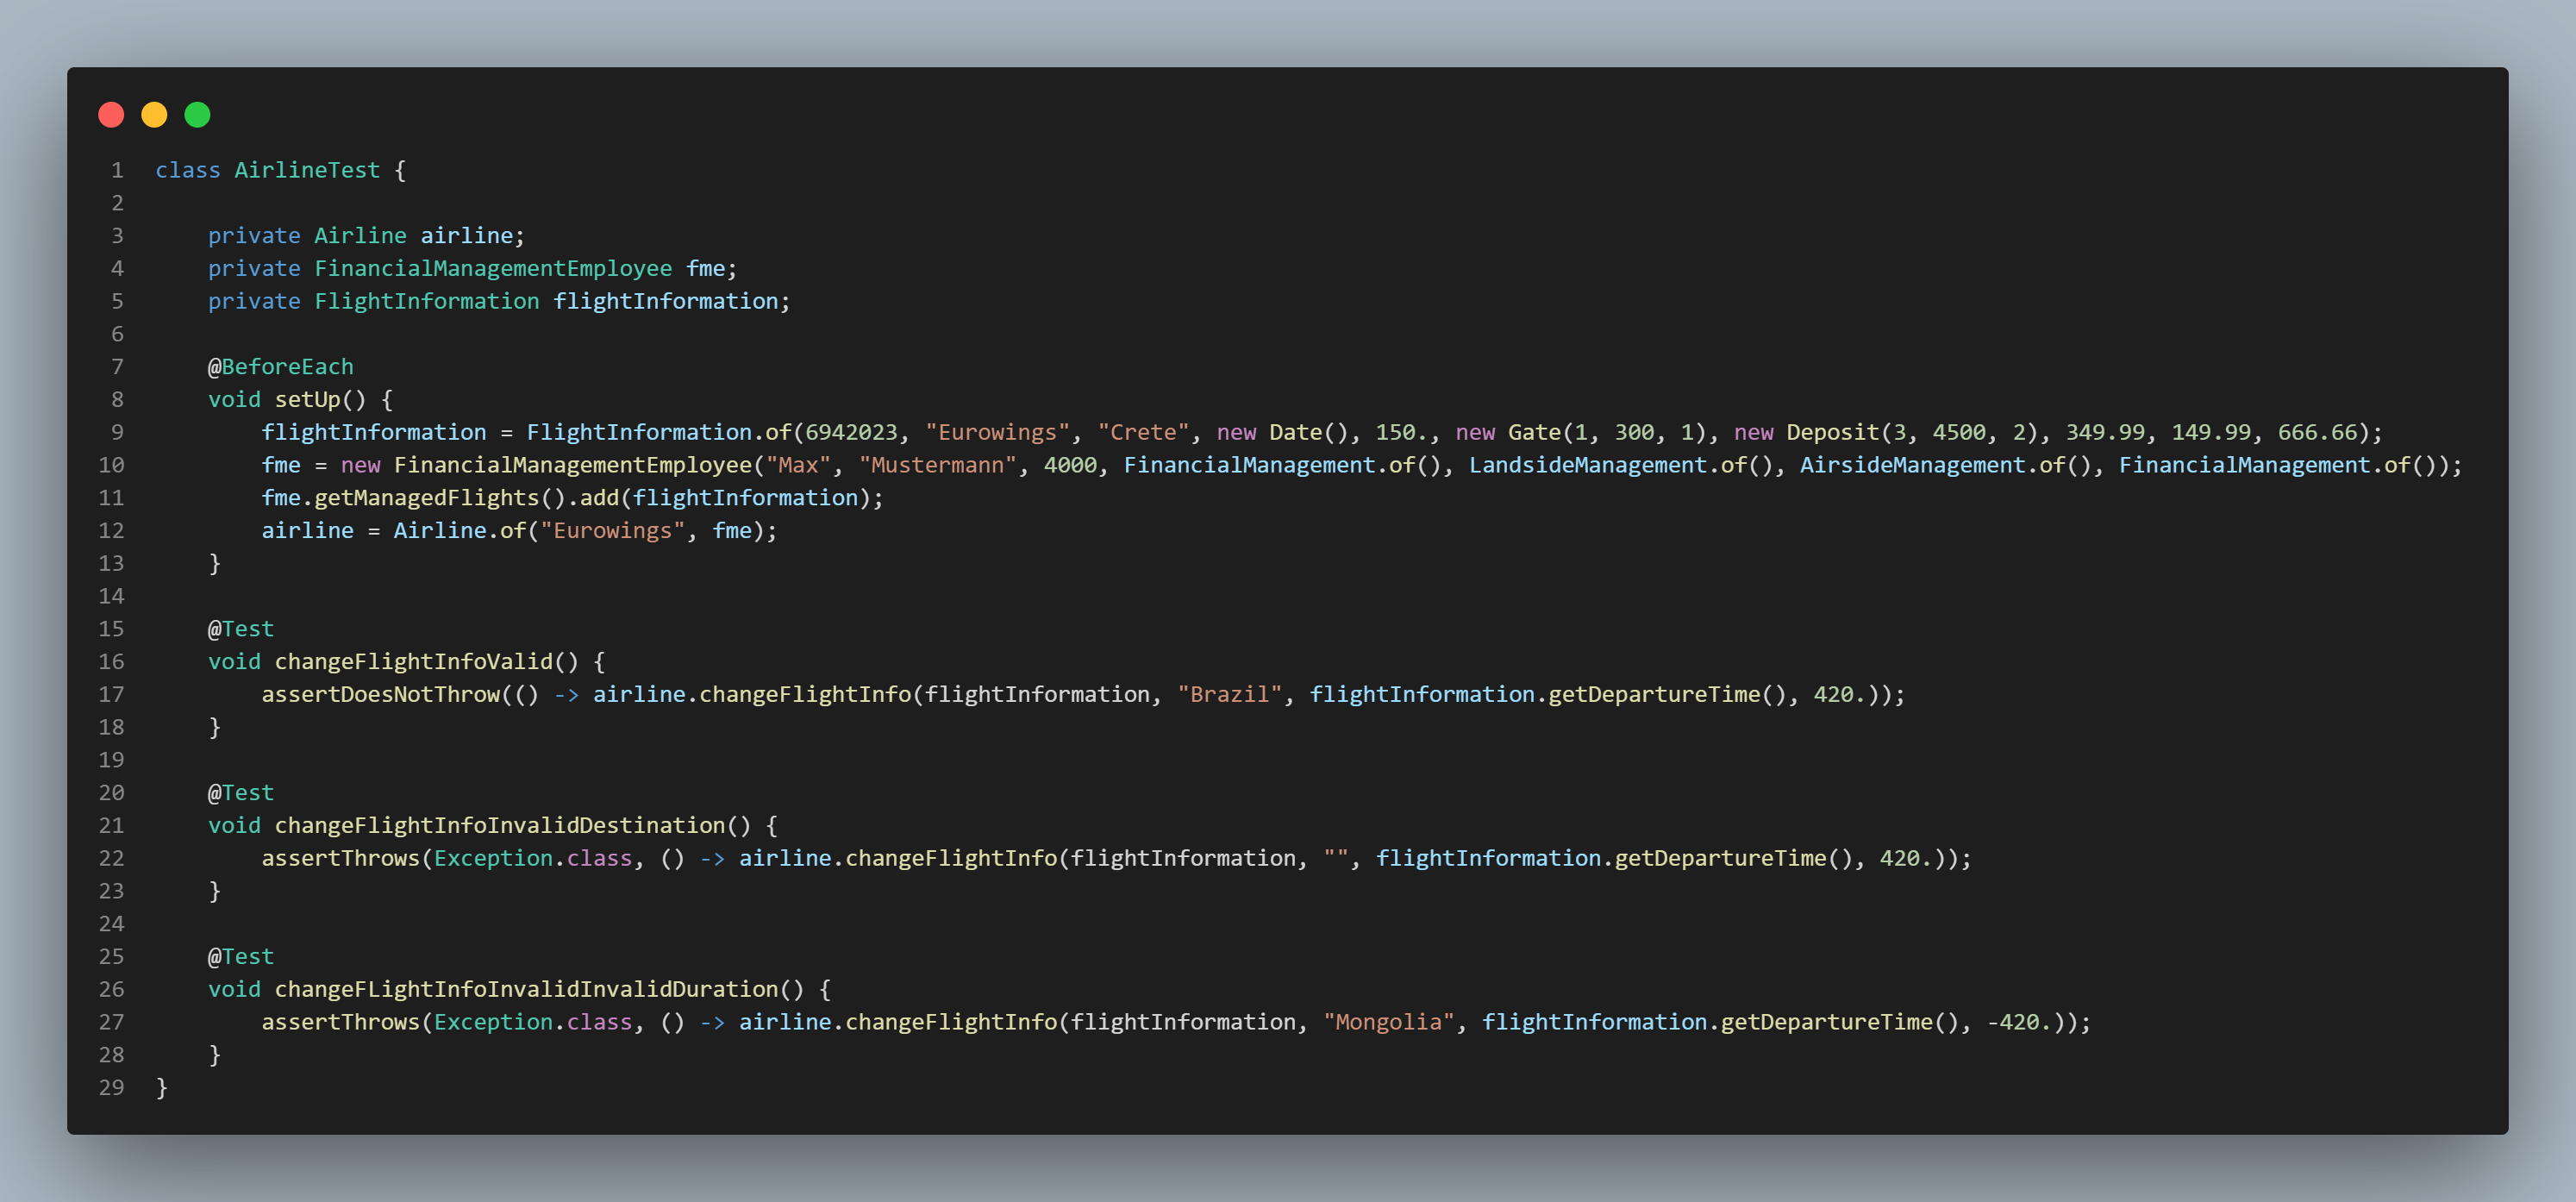 1 class AirlineTest {
2
3     private Airline airline;
4     private FinancialManagementEmployee fme;
5     private FlightInformation flightInformation;
6
7     @BeforeEach
8     void setUp() {
9         flightInformation = FlightInformation.of(6942023, "Eurowings", "Crete", new Date(), 150., new Gate(1, 300, 1), new Deposit(3, 4500, 2), 349.99, 149.99, 666.66);
10         fme = new FinancialManagementEmployee("Max", "Mustermann", 4000, FinancialManagement.of(), LandsideManagement.of(), AirsideManagement.of(), FinancialManagement.of());
11         fme.getManagedFlights().add(flightInformation);
12         airline = Airline.of("Eurowings", fme);
13     }
14
15     @Test
16     void changeFlightInfoValid() {
17         assertDoesNotThrow(() -> airline.changeFlightInfo(flightInformation, "Brazil", flightInformation.getDepartureTime(), 420.));
18     }
19
20     @Test
21     void changeFlightInfoInvalidDestination() {
22         assertThrows(Exception.class, () -> airline.changeFlightInfo(flightInformation, "", flightInformation.getDepartureTime(), 420.));
23     }
24
25     @Test
26     void changeFLightInfoInvalidInvalidDuration() {
27         assertThrows(Exception.class, () -> airline.changeFlightInfo(flightInformation, "Mongolia", flightInformation.getDepartureTime(), -420.));
28     }
29 }